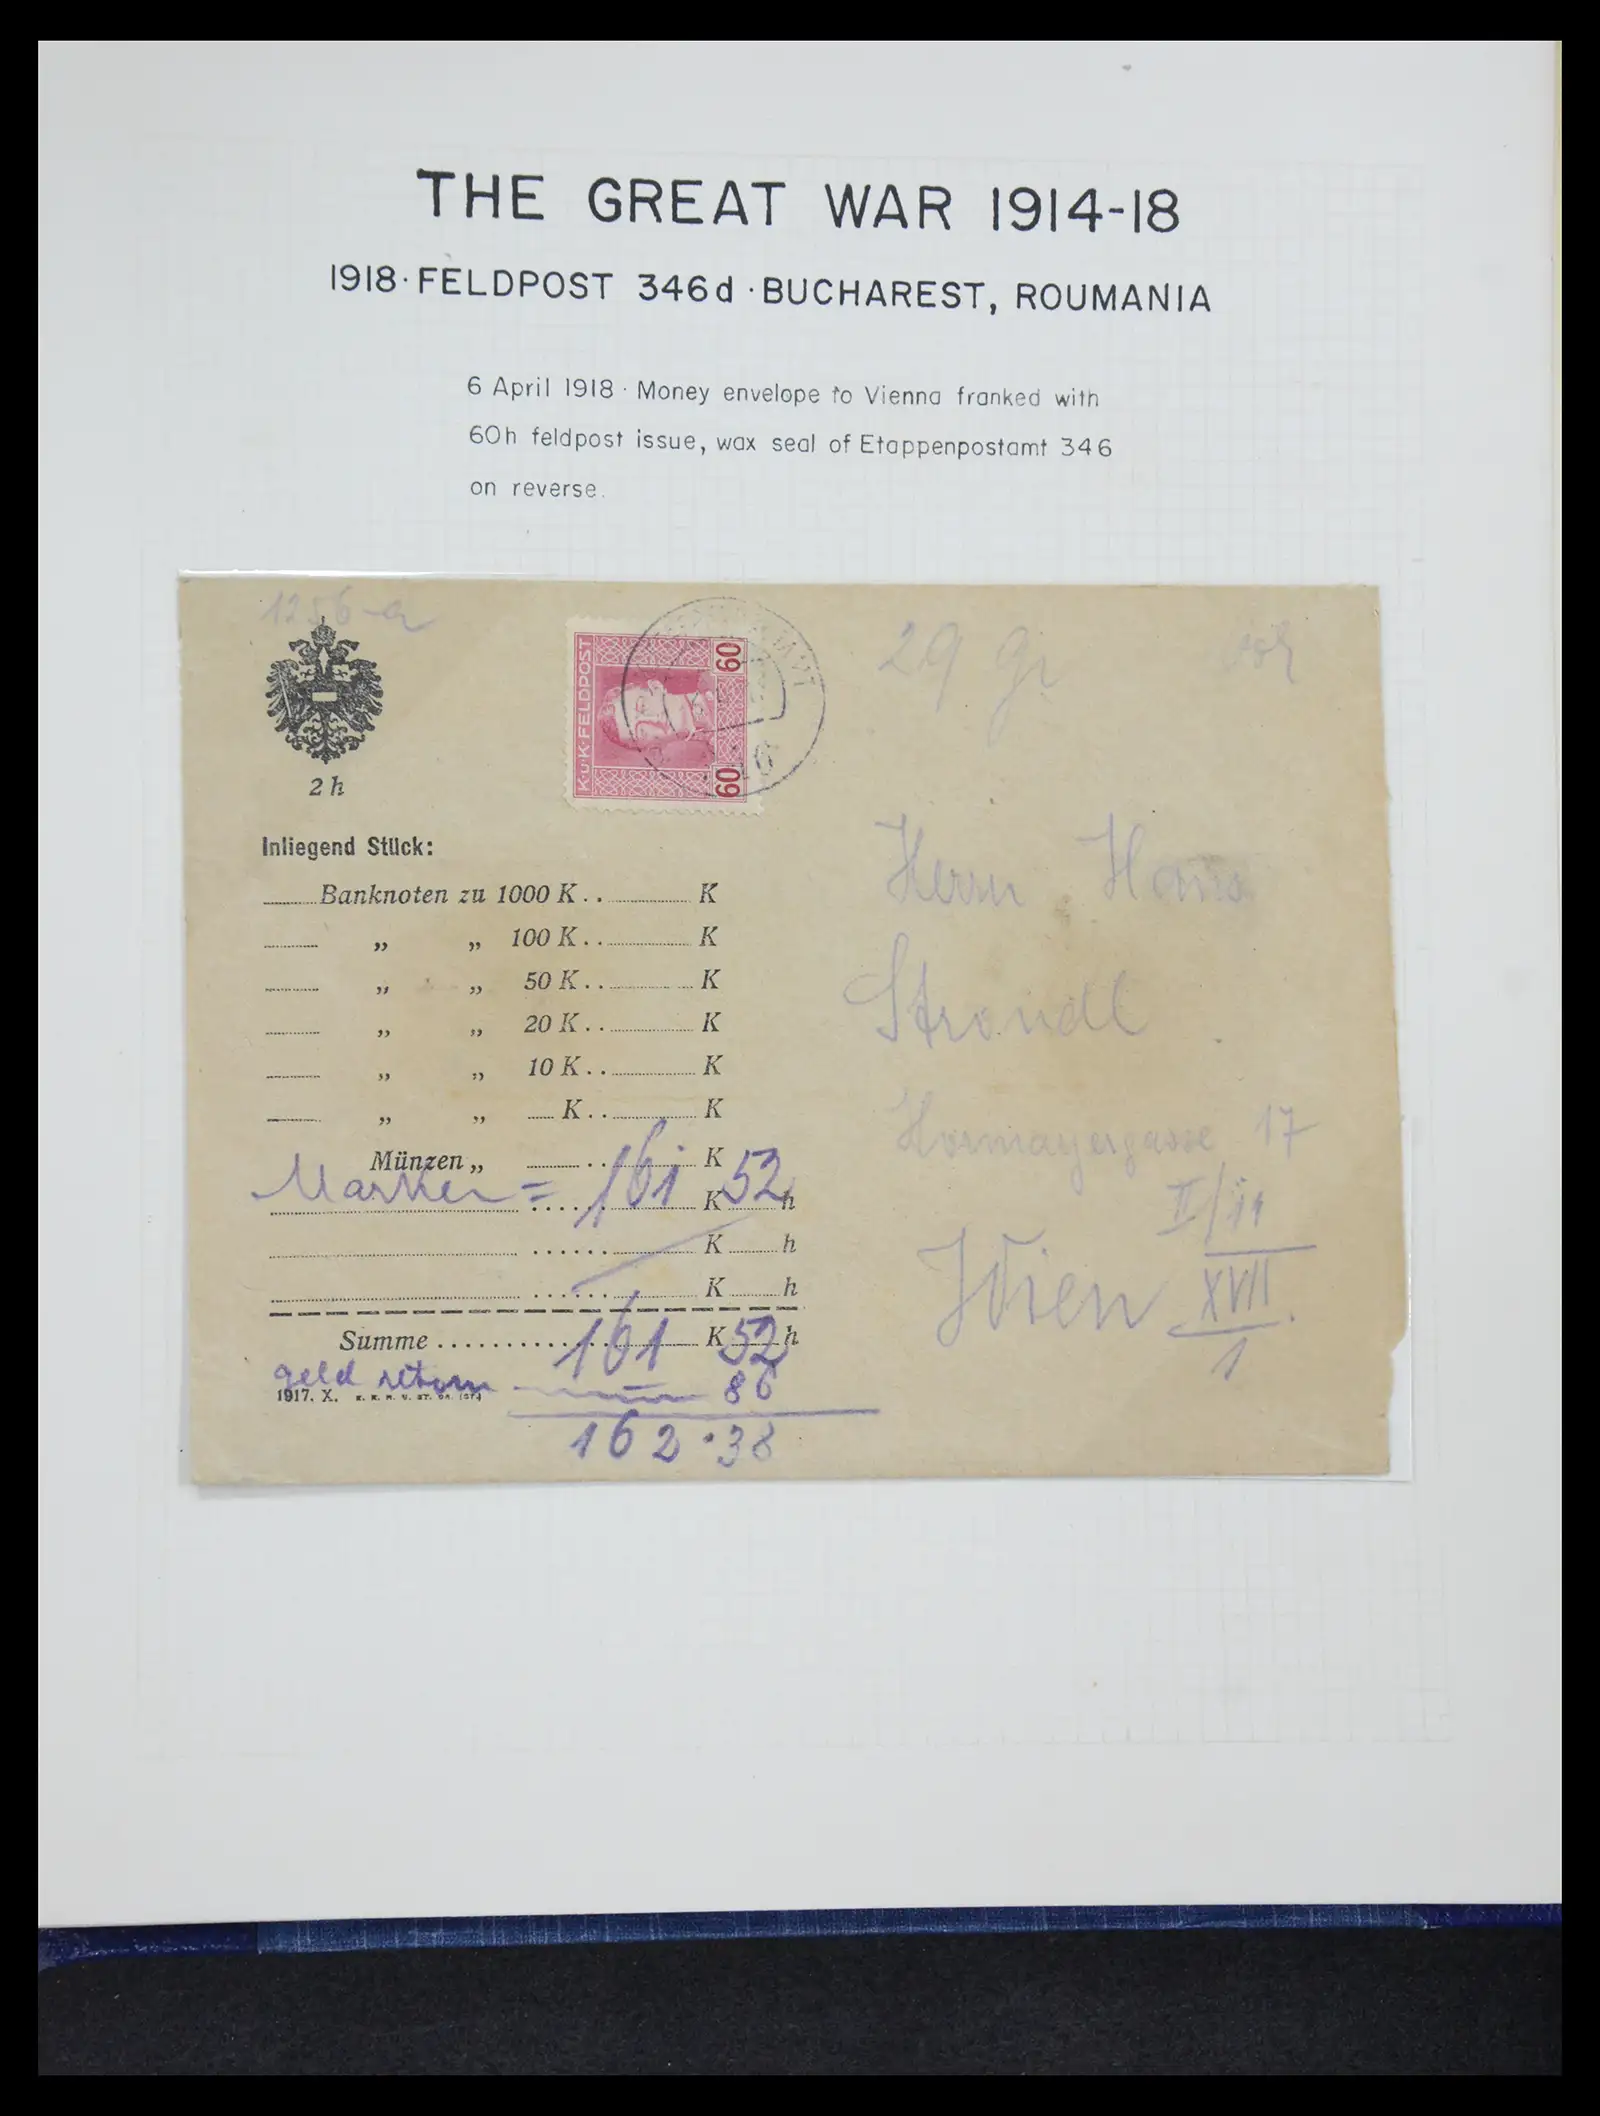 THE GREAT WAR 1914-18
1918·FELDPOST 346d·BUCHAREST, ROUMANIA
6 April 1918· Money envelope to Vienna franked with
60h feldpost issue, wax seal of Etappenpostamt 346
on reverse.
1256-a
2 h
K.u.K.FELDPOST
60
60
29 gr
Inliegend Stück:
Banknoten zu 1000 K .. K
„ „ 100 K .. K
„ „ 50 K .. K
„ „ 20 K .. K
„ „ 10 K .. K
„ „ K .. K
Münzen „ .. K
Marken = 161 K 52 h
K h
K h
Summe 161 K 52 h
geld retour 86
1917. X.
162.38
Herrn Hans
Strondl
Hormayergasse 17
II/11
Wien XVII
1